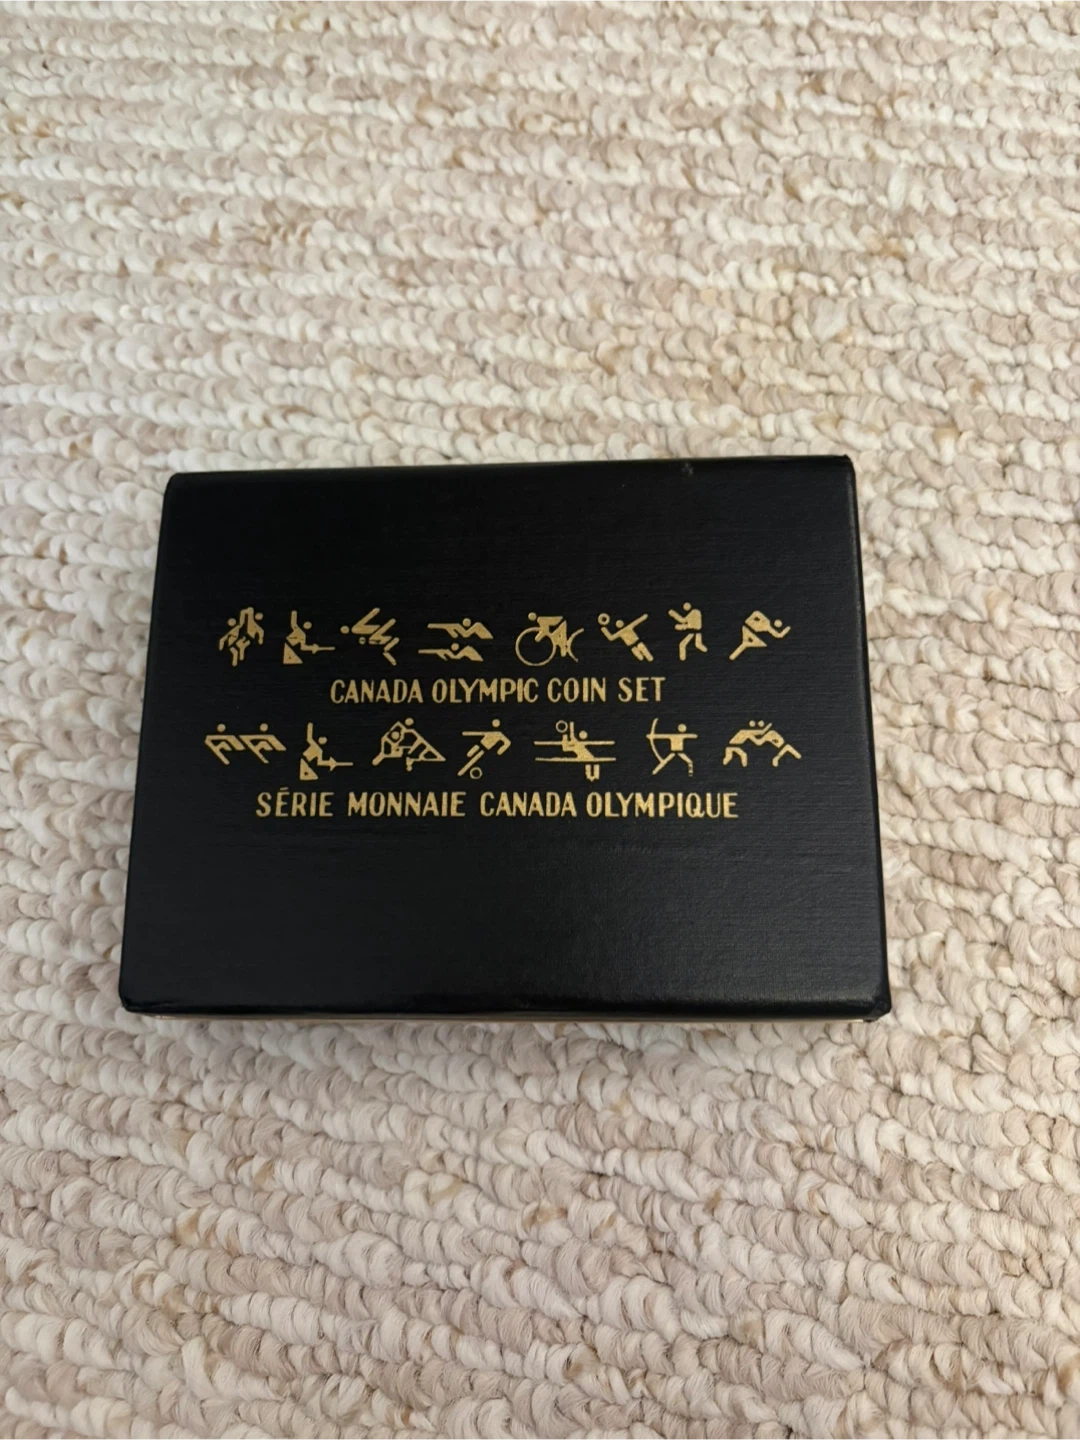 CANADA OLYMPIC COIN SET
SÉRIE MONNAIE CANADA OLYMPIQUE